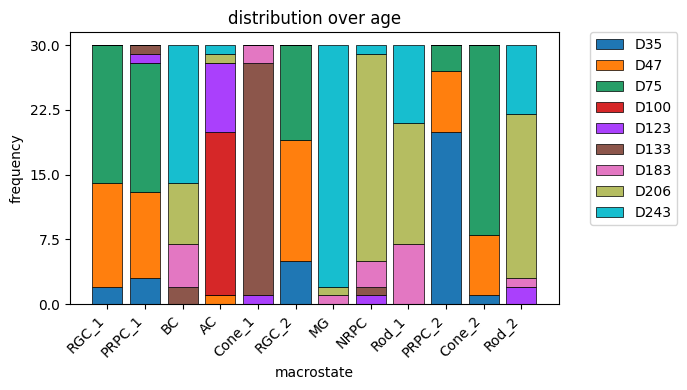 distribution over age
frequency
30.0
22.5
15.0
7.5
0.0
RGC_1
PRPC_1
BC
AC
Cone_1
RGC_2
MG
NRPC
Rod_1
PRPC_2
Cone_2
Rod_2
macrostate
D35
D47
D75
D100
D123
D133
D183
D206
D243